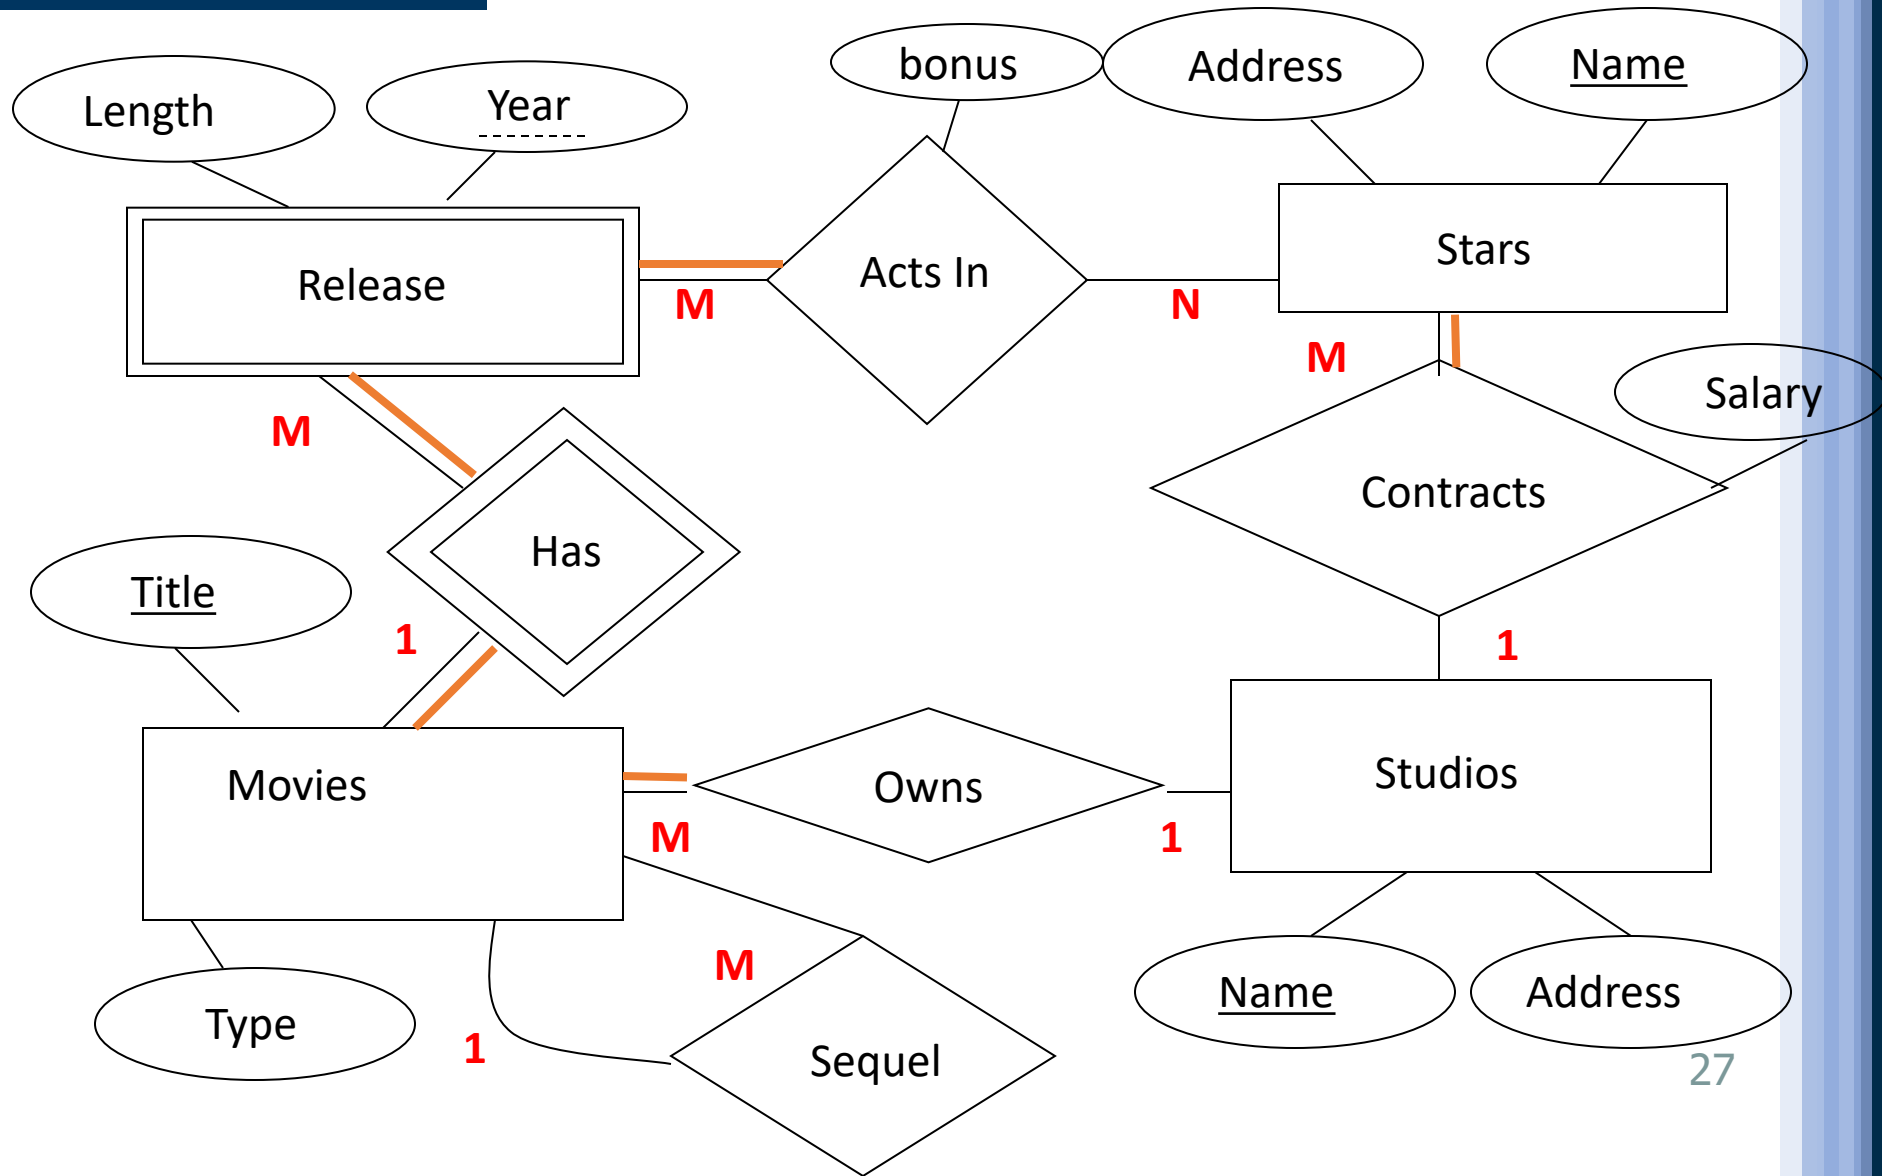 bonus
Address
Name
Length
Year
Stars
Acts In
Release
M
N
M
Salary
M
Contracts
Has
Title
1
1
Movies
Owns
Studios
M
1
M
Name
Address
Type
1
Sequel
27